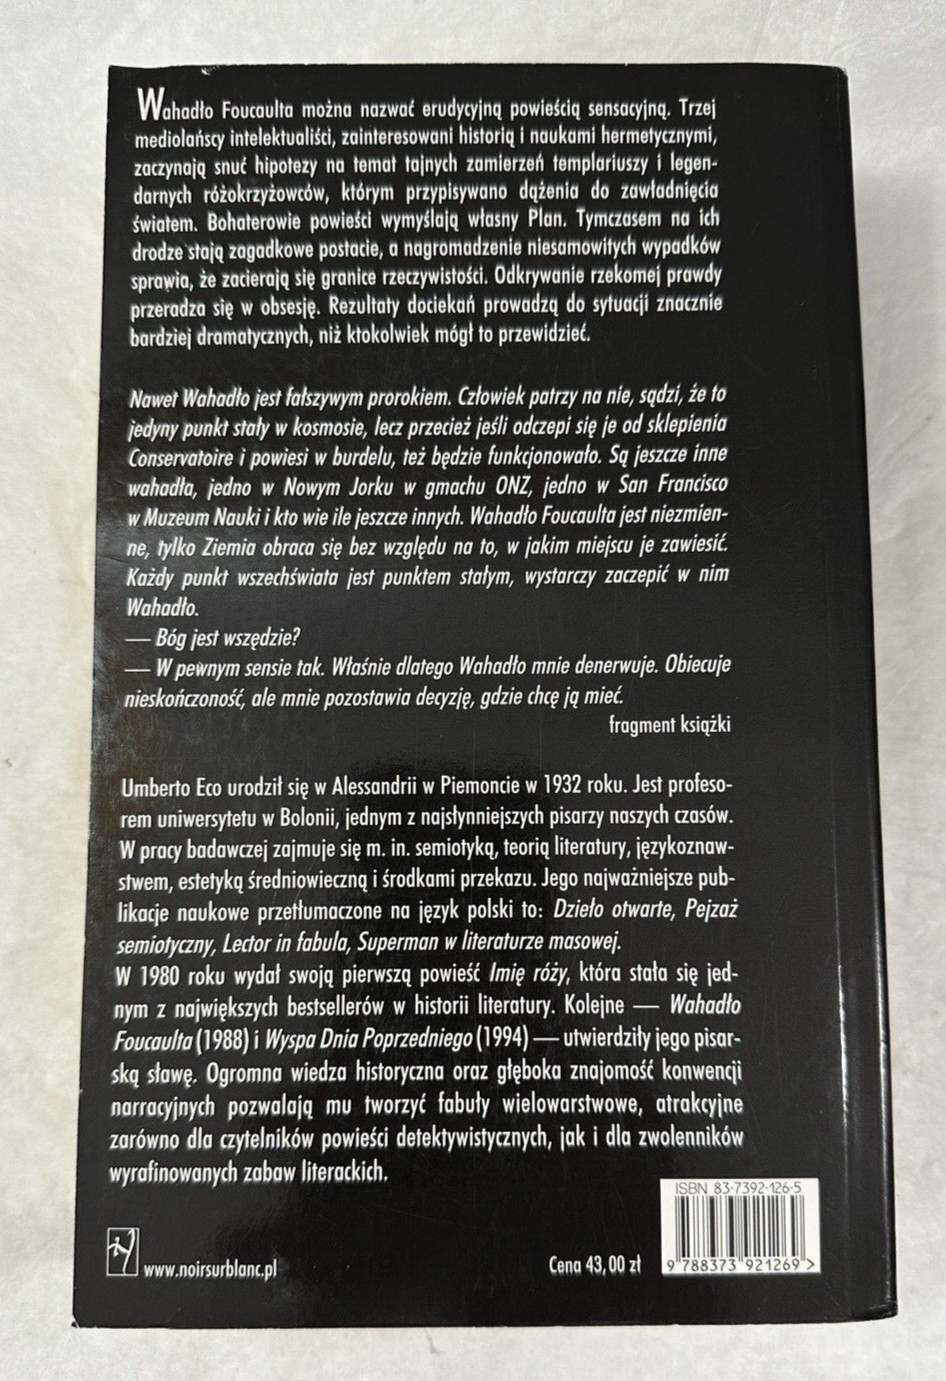 Wahadło Foucaulta można nazwać erudycyjną powieścią sensacyjną. Trzej
mediolańscy intelektualiści, zainteresowani historią i naukami hermetycznymi,
zaczynają snuć hipotezy na temat tajnych zamierzeń templariuszy i legen-
darnych różokrzyżowców, którym przypisywano dążenia do zawładnięcia
światem. Bohaterowie powieści wymyślają własny Plan. Tymczasem na ich
drodze stają zagadkowe postacie, a nagromadzenie niesamowitych wypadków
sprawia, że zacierają się granice rzeczywistości. Odkrywanie rzekomej prawdy
przeradza się w obsesję. Rezultaty dociekań prowadzą do sytuacji znacznie
bardziej dramatycznych, niż ktokolwiek mógł to przewidzieć.
Nawet Wahadło jest fałszywym prorokiem. Człowiek patrzy na nie, sądzi, że to
jedyny punkt stały w kosmosie, lecz przecież jeśli odczepi się je od sklepienia
Conservatoire i powiesi w burdelu, też będzie funkcjonowało. Są jeszcze inne
wahadła, jedno w Nowym Jorku w gmachu ONZ, jedno w San Francisco
w Muzeum Nauki i kto wie ile jeszcze innych. Wahadło Foucaulta jest niezmien-
ne, tylko Ziemia obraca się bez względu na to, w jakim miejscu je zawiesić.
Każdy punkt wszechświata jest punktem stałym, wystarczy zaczepić w nim
Wahadło.
— Bóg jest wszędzie?
— W pewnym sensie tak. Właśnie dlatego Wahadło mnie denerwuje. Obiecuje
nieskończoność, ale mnie pozostawia decyzję, gdzie chcę ją mieć.
fragment książki
Umberto Eco urodził się w Alessandrii w Piemoncie w 1932 roku. Jest profeso-
rem uniwersytetu w Bolonii, jednym z najsłynniejszych pisarzy naszych czasów.
W pracy badawczej zajmuje się m. in. semiotyką, teorią literatury, językoznaw-
stwem, estetyką średniowieczną i środkami przekazu. Jego najważniejsze pub-
likacje naukowe przetłumaczone na język polski to: Dzieło otwarte, Pejzaż
semiotyczny, Lector in fabula, Superman w literaturze masowej.
W 1980 roku wydał swoją pierwszą powieść Imię róży, która stała się jed-
nym z największych bestsellerów w historii literatury. Kolejne — Wahadło
Foucaulta (1988) i Wyspa Dnia Poprzedniego (1994) — utwierdziły jego pisar-
ską sławę. Ogromna wiedza historyczna oraz głęboka znajomość konwencji
narracyjnych pozwalają mu tworzyć fabuły wielowarstwowe, atrakcyjne
zarówno dla czytelników powieści detektywistycznych, jak i dla zwolenników
wyrafinowanych zabaw literackich.
ISBN 83-7392-126-5
www.noirsurblanc.pl
Cena 43,00 zł
9 788373 921269 >